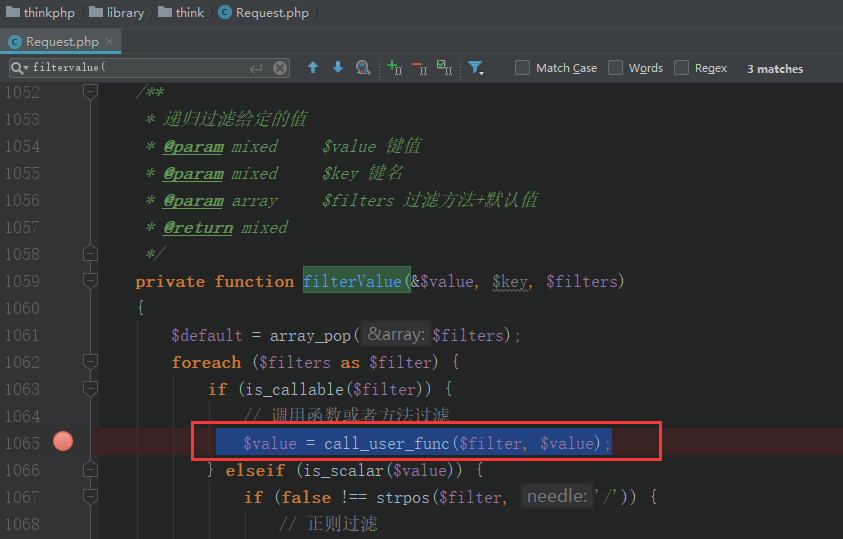 thinkphp library think Request.php
Request.php ×
filtervalue( Match Case Words Regex 3 matches
1052 /**
1053 * 递归过滤给定的值
1054 * @param mixed $value 键值
1055 * @param mixed $key 键名
1056 * @param array $filters 过滤方法+默认值
1057 * @return mixed
1058 */
1059 private function filterValue(&$value, $key, $filters)
1060 {
1061 $default = array_pop( &array: $filters);
1062 foreach ($filters as $filter) {
1063 if (is_callable($filter)) {
1064 // 调用函数或者方法过滤
1065 $value = call_user_func($filter, $value);
1066 } elseif (is_scalar($value)) {
1067 if (false !== strpos($filter, needle: '/')) {
1068 // 正则过滤